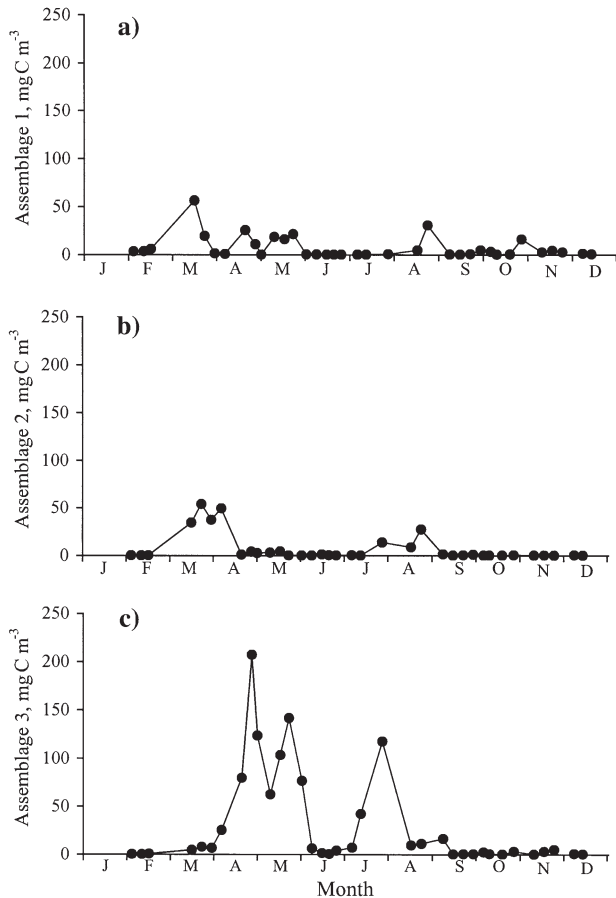 a)
250
200
150
100
50
0
Assemblage 1, mgC m-3
J F M A M J J A S O N D
b)
250
200
150
100
50
0
Assemblage 2, mgC m-3
J F M A M J J A S O N D
c)
250
200
150
100
50
0
Assemblage 3, mgC m-3
J F M A M J J A S O N D
Month